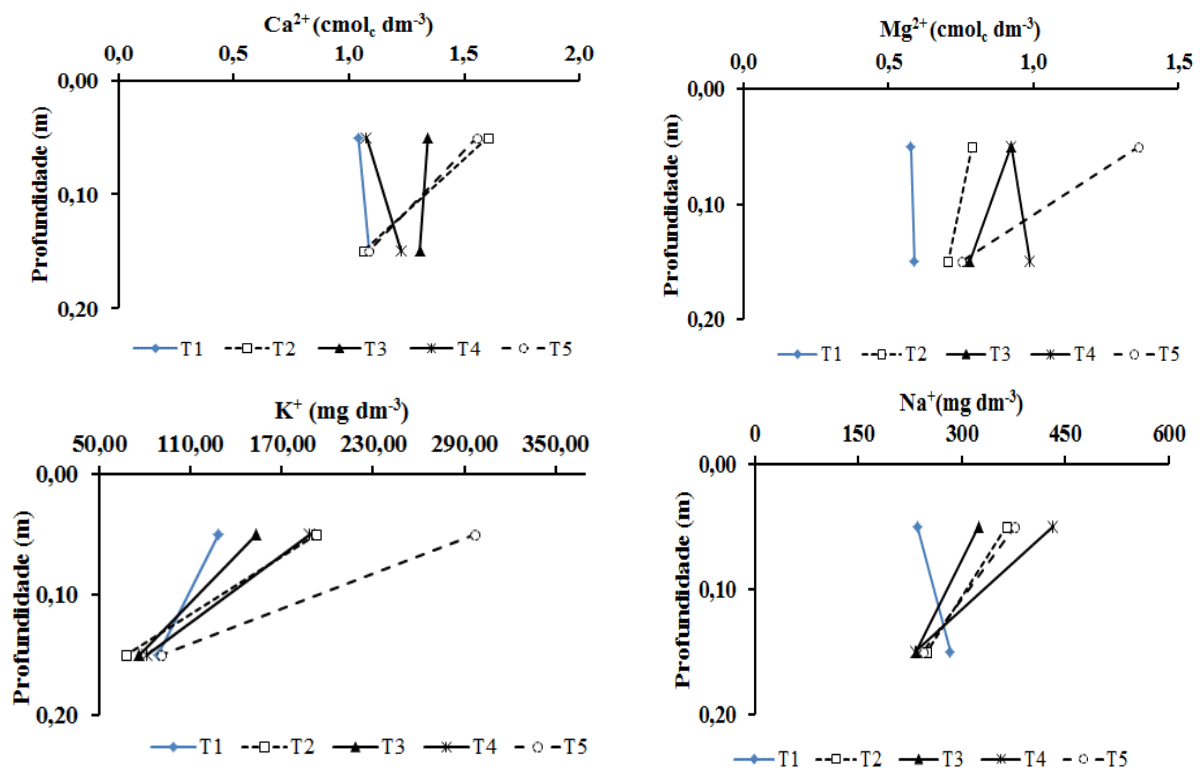 Ca²⁺ (cmol꜀ dm⁻³)
0,0 0,5 1,0 1,5 2,0
0,00
0,10
0,20
Profundidade (m)
T1 T2 T3 T4 T5
Mg²⁺ (cmol꜀ dm⁻³)
0,0 0,5 1,0 1,5
0,00
0,10
0,20
Profundidade (m)
T1 T2 T3 T4 T5
K⁺ (mg dm⁻³)
50,00 110,00 170,00 230,00 290,00 350,00
0,00
0,10
0,20
Profundidade (m)
T1 T2 T3 T4 T5
Na⁺(mg dm⁻³)
0 150 300 450 600
0,00
0,10
0,20
Profundidade (m)
T1 T2 T3 T4 T5